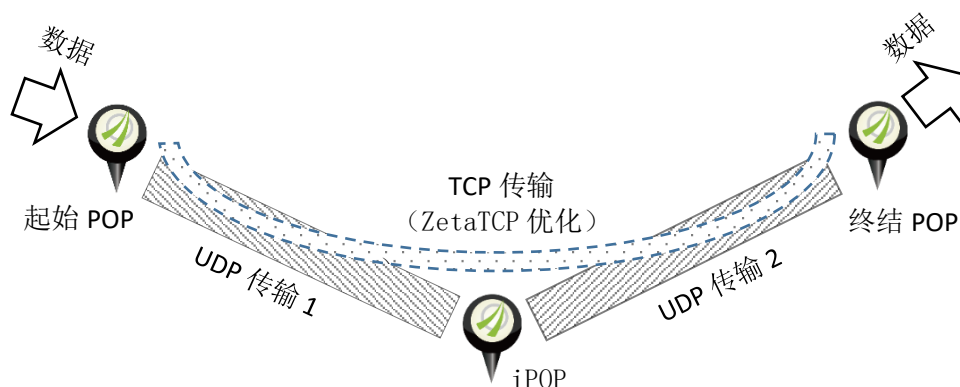 数据
数据
起始 POP
TCP 传输
（ZetaTCP 优化）
终结 POP
UDP 传输 1
UDP 传输 2
iPOP